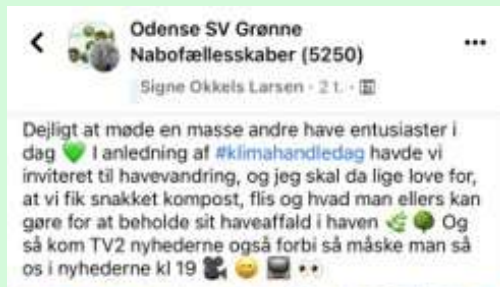 Odense SV Grønne
Nabofællesskaber (5250)
Signe Okkels Larsen · 2 t. ·
Dejligt at møde en masse andre have entusiaster i
dag 💚 I anledning af #klimahandledag havde vi
inviteret til havevandring, og jeg skal da lige love for,
at vi fik snakket kompost, flis og hvad man ellers kan
gøre for at beholde sit haveaffald i haven 🌿 🌳 Og
så kom TV2 nyhederne også forbi så måske man så
os i nyhederne kl 19 🎥 😊 📺 👀